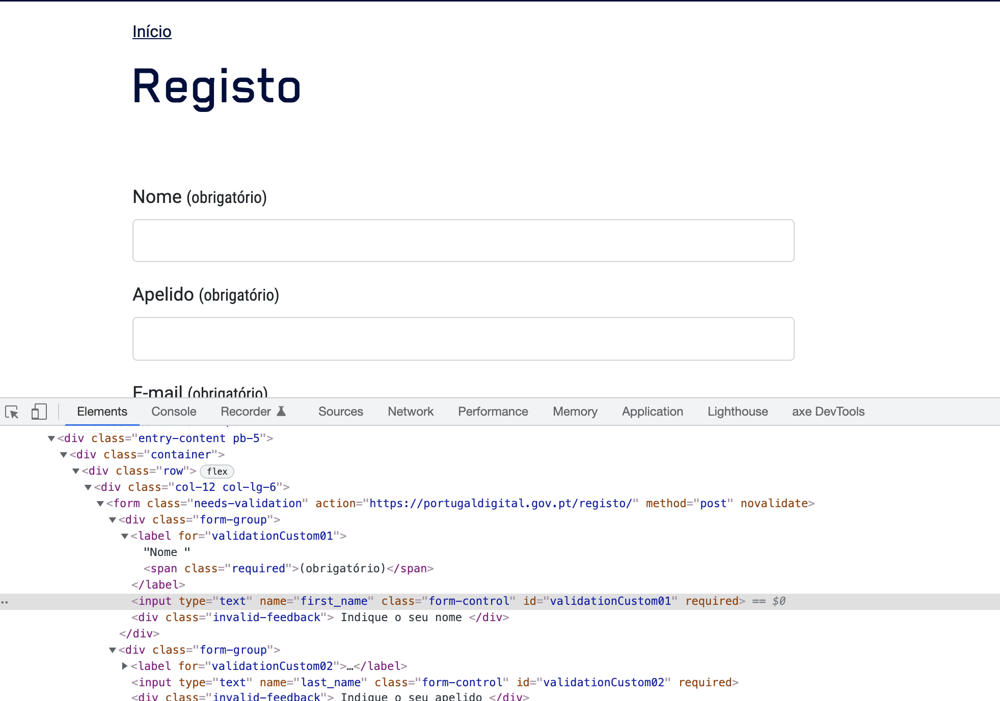 Início
Registo
Nome (obrigatório)
Apelido (obrigatório)
E-mail (obrigatório)
Elements Console Recorder Sources Network Performance Memory Application Lighthouse axe DevTools
<div class="entry-content pb-5">
<div class="container">
<div class="row"> flex
<div class="col-12 col-lg-6">
<form class="needs-validation" action="https://portugaldigital.gov.pt/registo/" method="post" novalidate>
<div class="form-group">
<label for="validationCustom01">
"Nome "
<span class="required">(obrigatório)</span>
</label>
<input type="text" name="first_name" class="form-control" id="validationCustom01" required> == $0
<div class="invalid-feedback"> Indique o seu nome </div>
</div>
<div class="form-group">
<label for="validationCustom02">…</label>
<input type="text" name="last_name" class="form-control" id="validationCustom02" required>
<div class="invalid-feedback"> Indique o seu apelido </div>